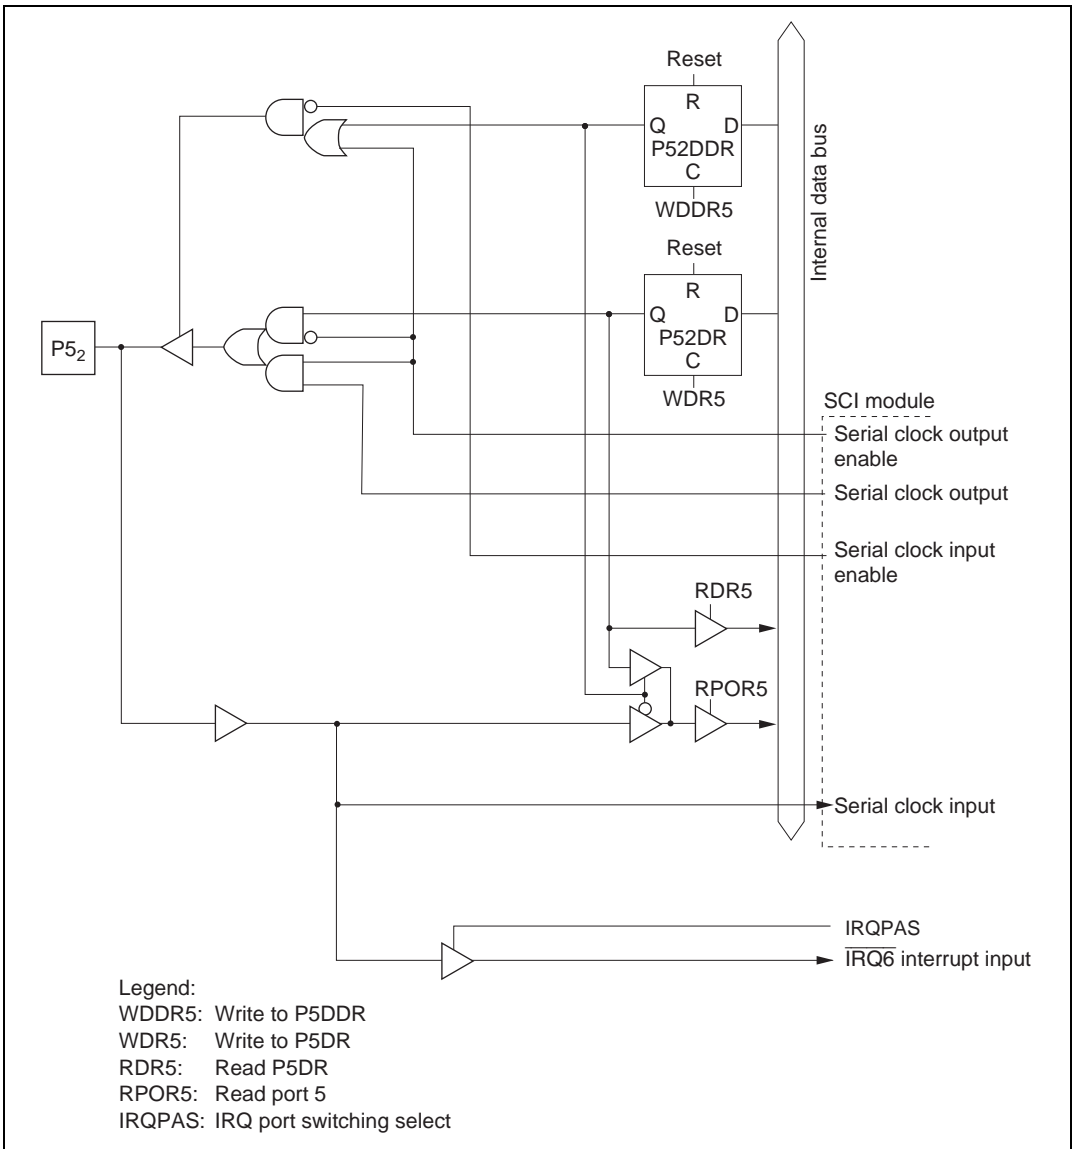 Reset
R
Q D
P52DDR
C
WDDR5
Internal data bus
Reset
R
Q D
P52DR
C
WDR5
P5₂
SCI module
Serial clock output
enable
Serial clock output
Serial clock input
enable
RDR5
RPOR5
Serial clock input
IRQPAS
I̅R̅Q̅6̅ interrupt input
Legend:
WDDR5: Write to P5DDR
WDR5: Write to P5DR
RDR5: Read P5DR
RPOR5: Read port 5
IRQPAS: IRQ port switching select